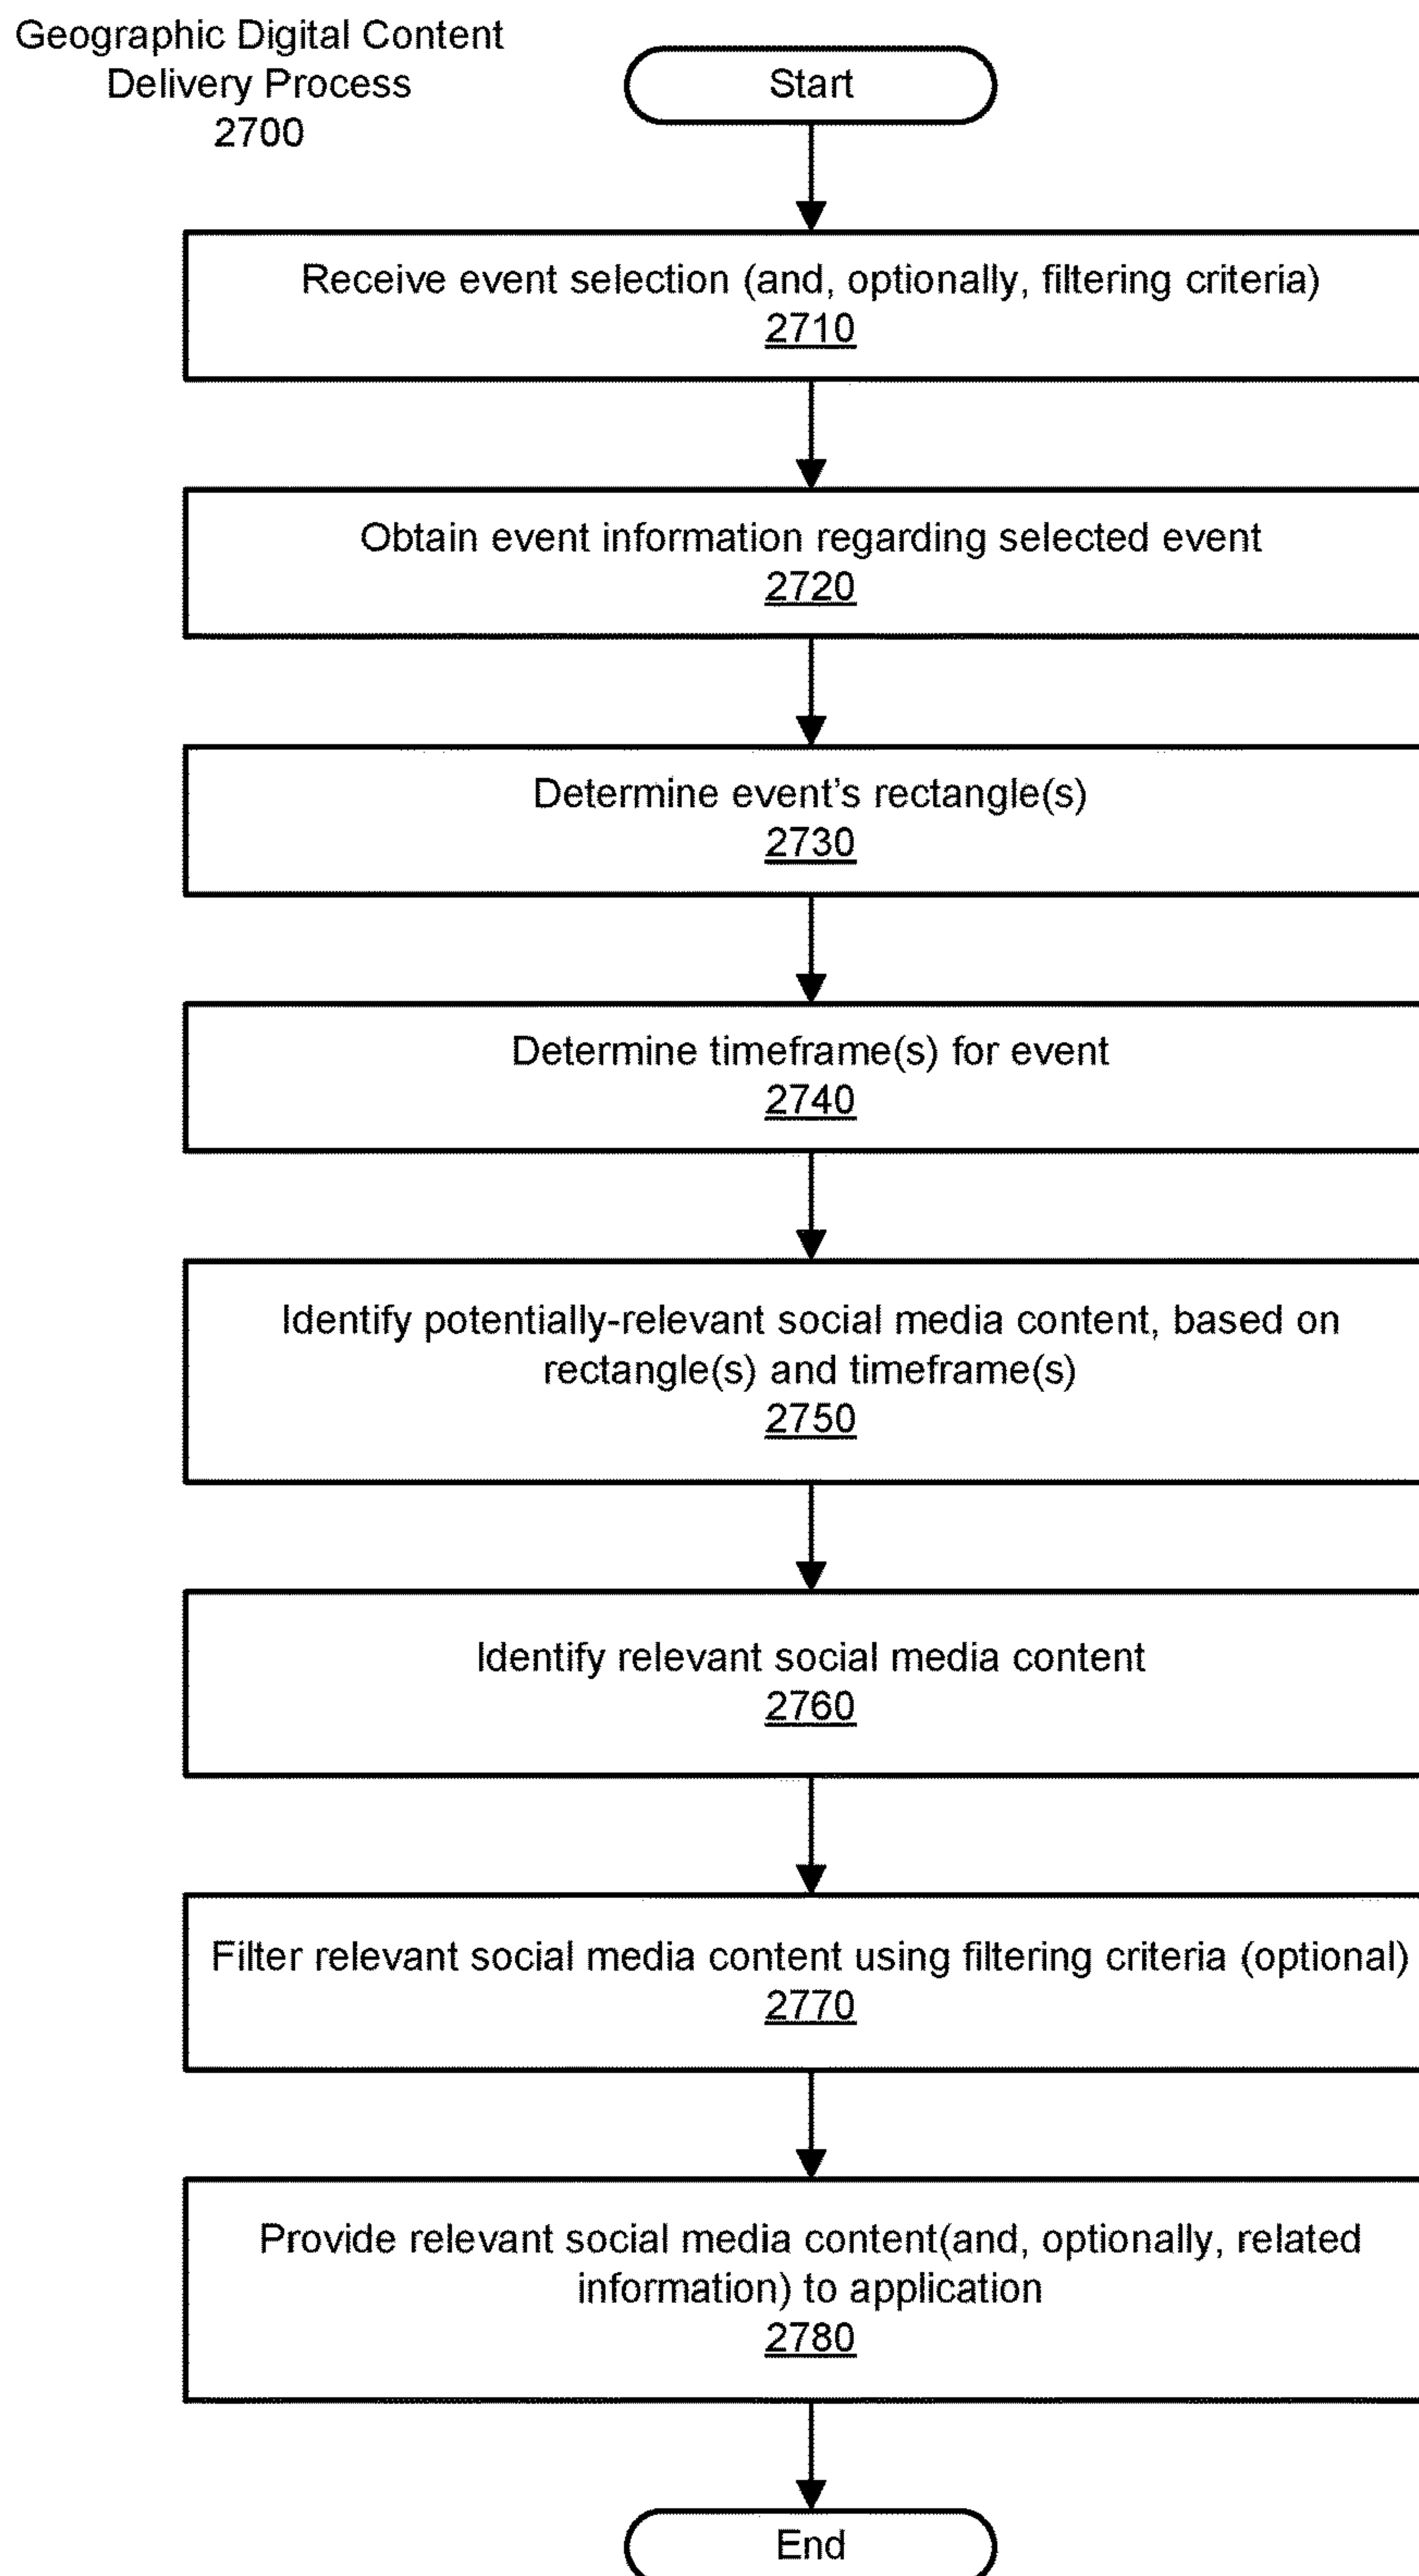 Geographic Digital Content
Delivery Process
2700
Start
Receive event selection (and, optionally, filtering criteria)
2710
Obtain event information regarding selected event
2720
Determine event's rectangle(s)
2730
Determine timeframe(s) for event
2740
Identify potentially-relevant social media content, based on
rectangle(s) and timeframe(s)
2750
Identify relevant social media content
2760
Filter relevant social media content using filtering criteria (optional)
2770
Provide relevant social media content(and, optionally, related
information) to application
2780
End